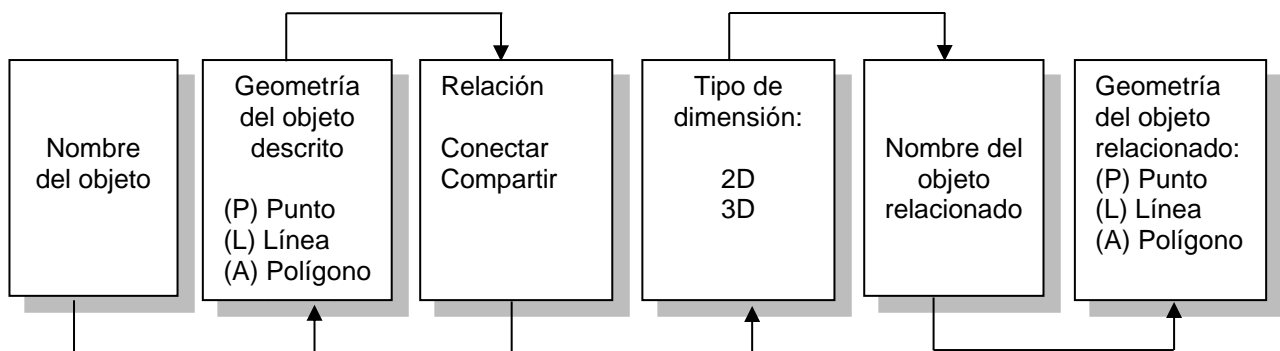 Nombre
del objeto
Geometría
del objeto
descrito
(P) Punto
(L) Línea
(A) Polígono
Relación
Conectar
Compartir
Tipo de
dimensión:
2D
3D
Nombre del
objeto
relacionado
Geometría
del objeto
relacionado:
(P) Punto
(L) Línea
(A) Polígono